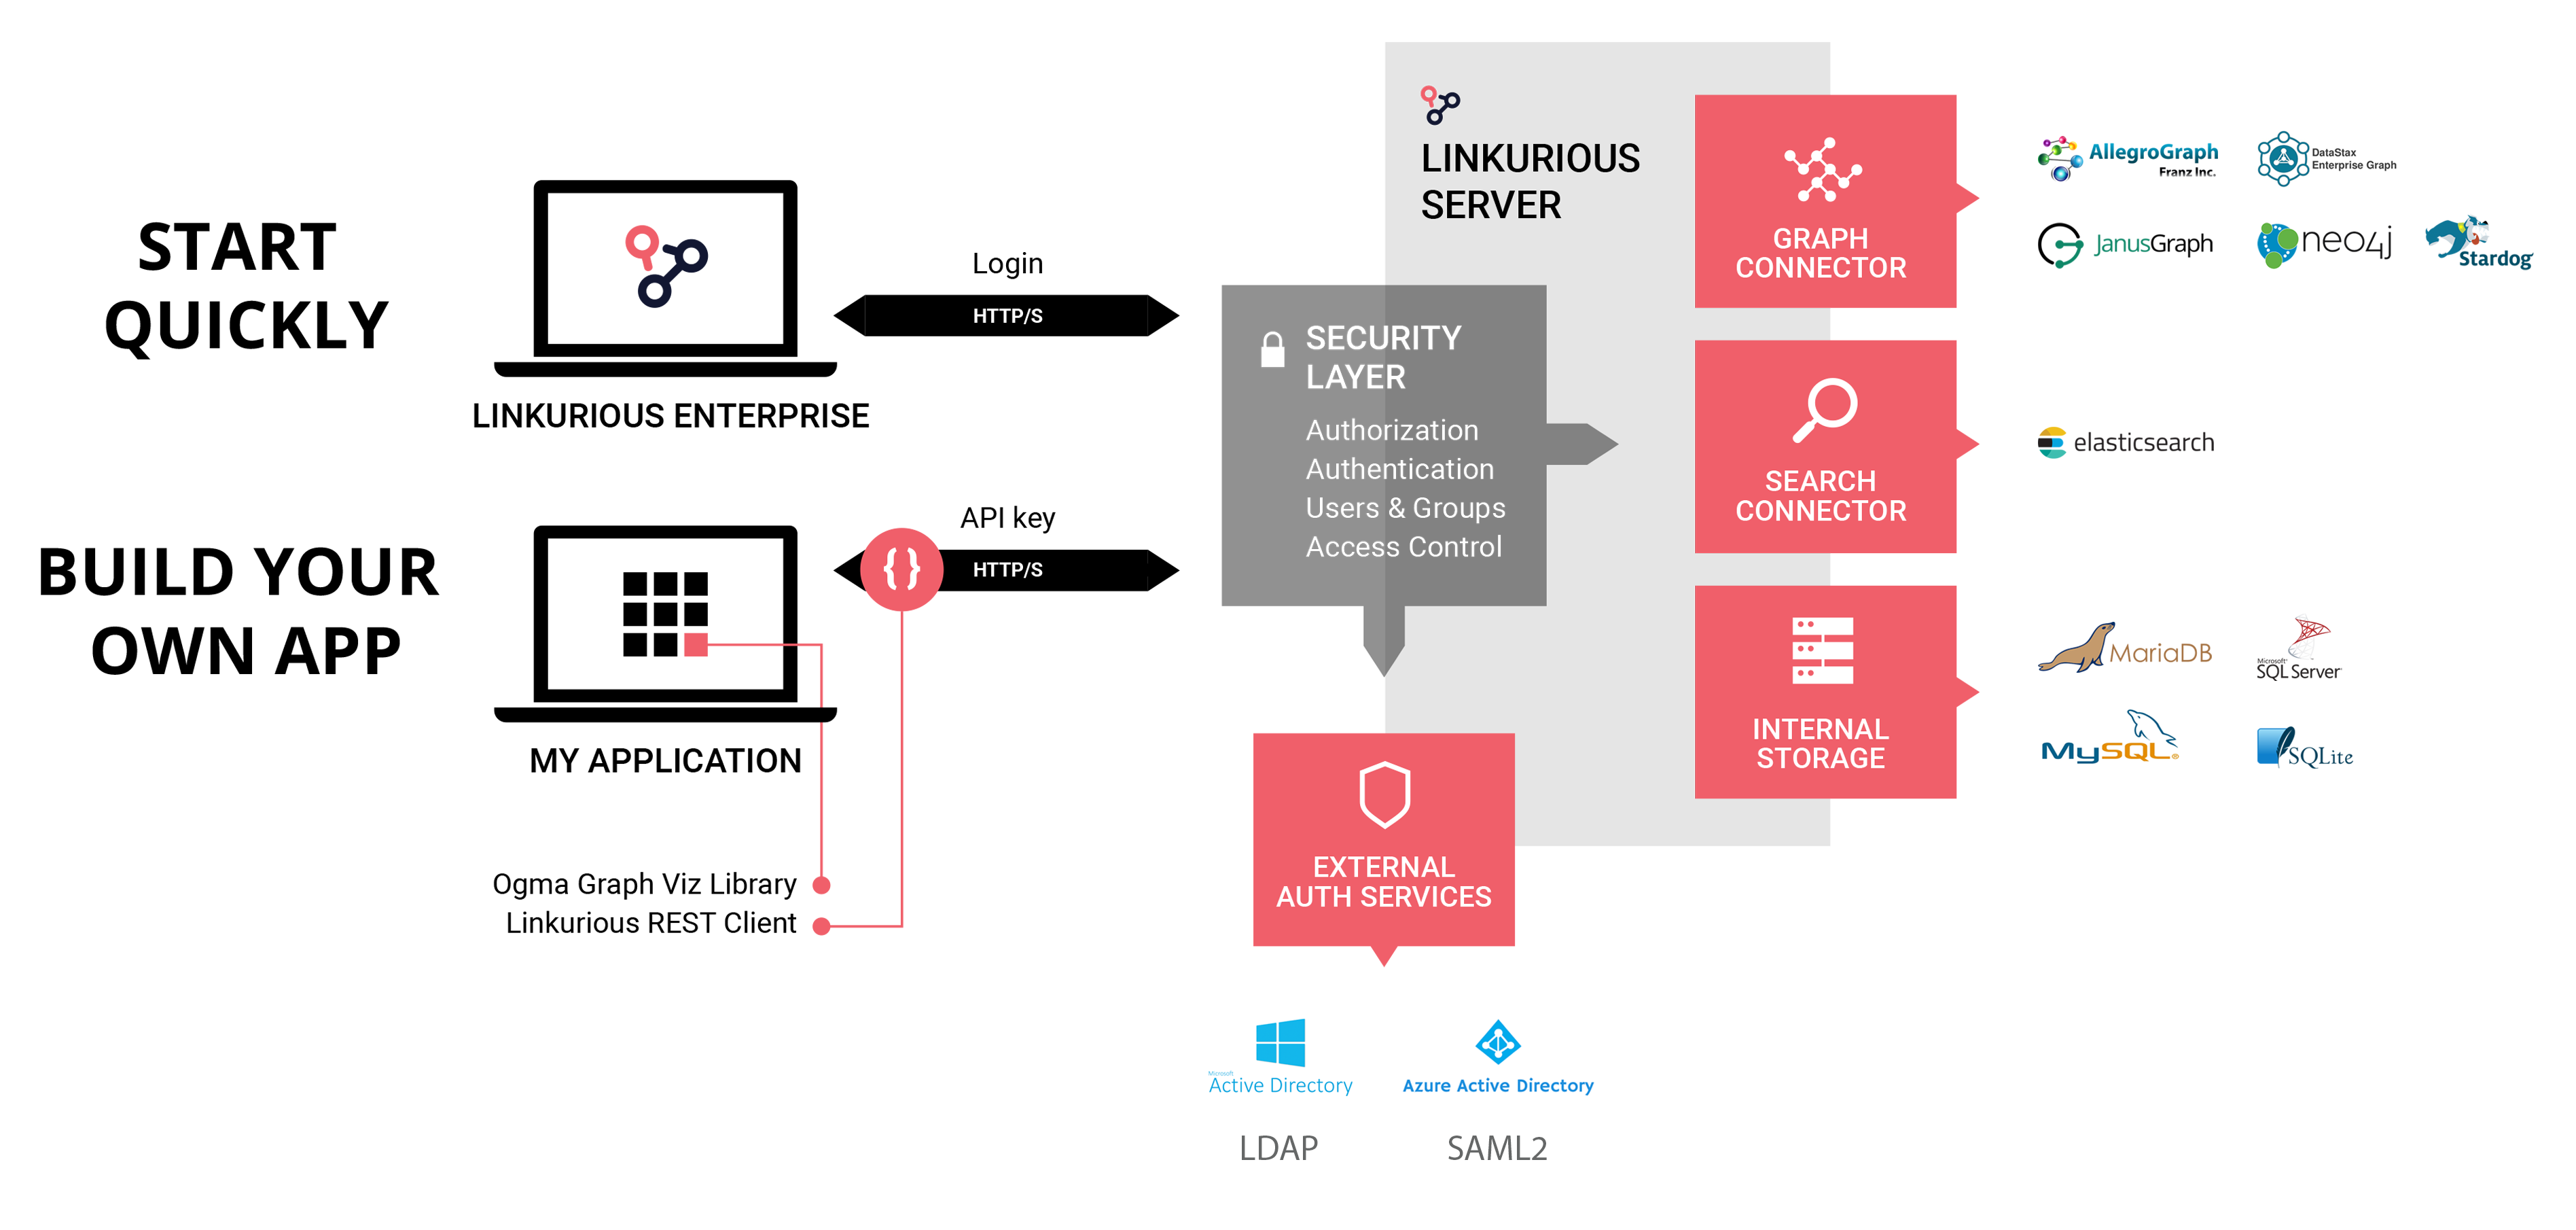 START
QUICKLY
LINKURIOUS ENTERPRISE
Login
HTTP/S
BUILD YOUR
OWN APP
MY APPLICATION
API key
{} HTTP/S
Ogma Graph Viz Library
Linkurious REST Client
LINKURIOUS
SERVER
SECURITY
LAYER
Authorization
Authentication
Users & Groups
Access Control
EXTERNAL
AUTH SERVICES
Microsoft
Active Directory
LDAP
Azure Active Directory
SAML2
GRAPH
CONNECTOR
AllegroGraph
Franz Inc.
DataStax
Enterprise Graph
JanusGraph
neo4j
Stardog
SEARCH
CONNECTOR
elasticsearch
INTERNAL
STORAGE
MariaDB
Microsoft
SQL Server
MySQL
SQLite